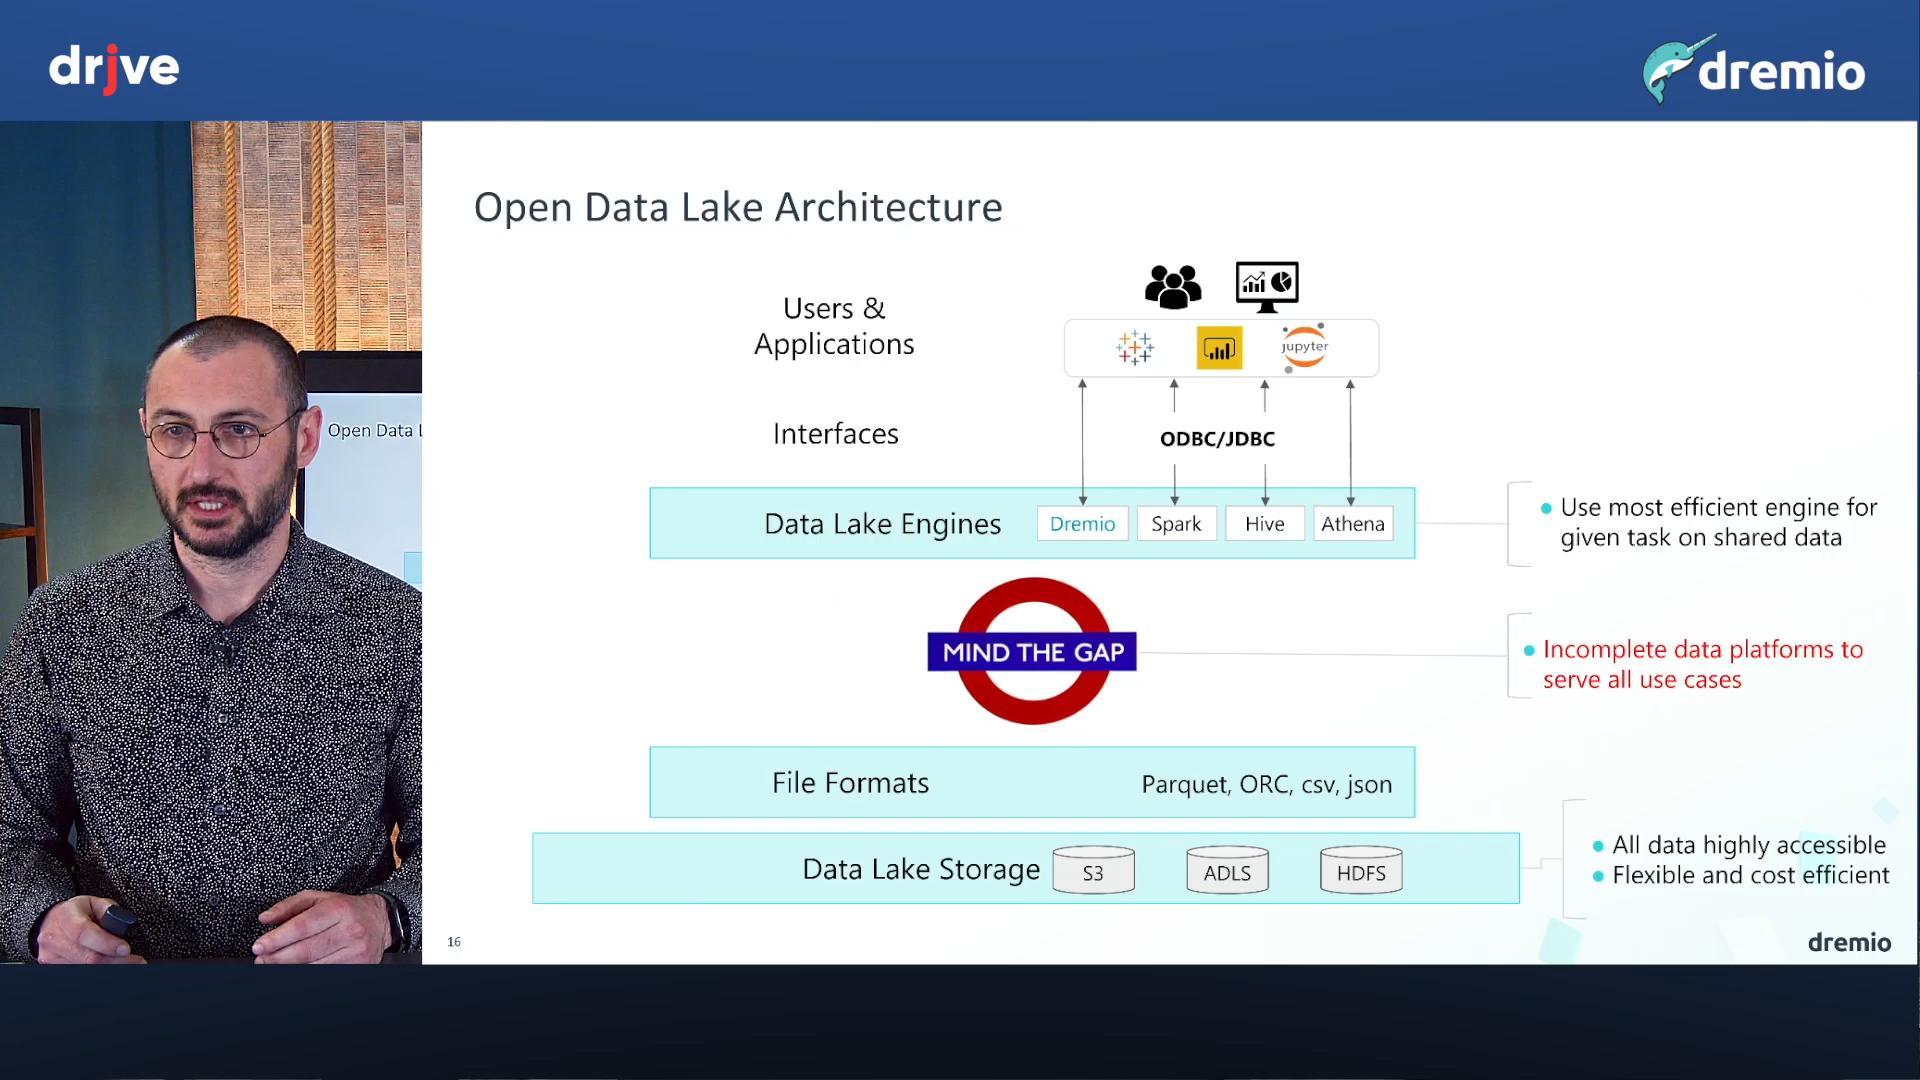 drjve
dremio
Open Data Lake Architecture
Users &
Applications
jupyter
Interfaces
ODBC/JDBC
Data Lake Engines
Dremio
Spark
Hive
Athena
Use most efficient engine for
given task on shared data
MIND THE GAP
Incomplete data platforms to
serve all use cases
File Formats
Parquet, ORC, csv, json
Data Lake Storage
S3
ADLS
HDFS
All data highly accessible
Flexible and cost efficient
16
dremio
Open Data L